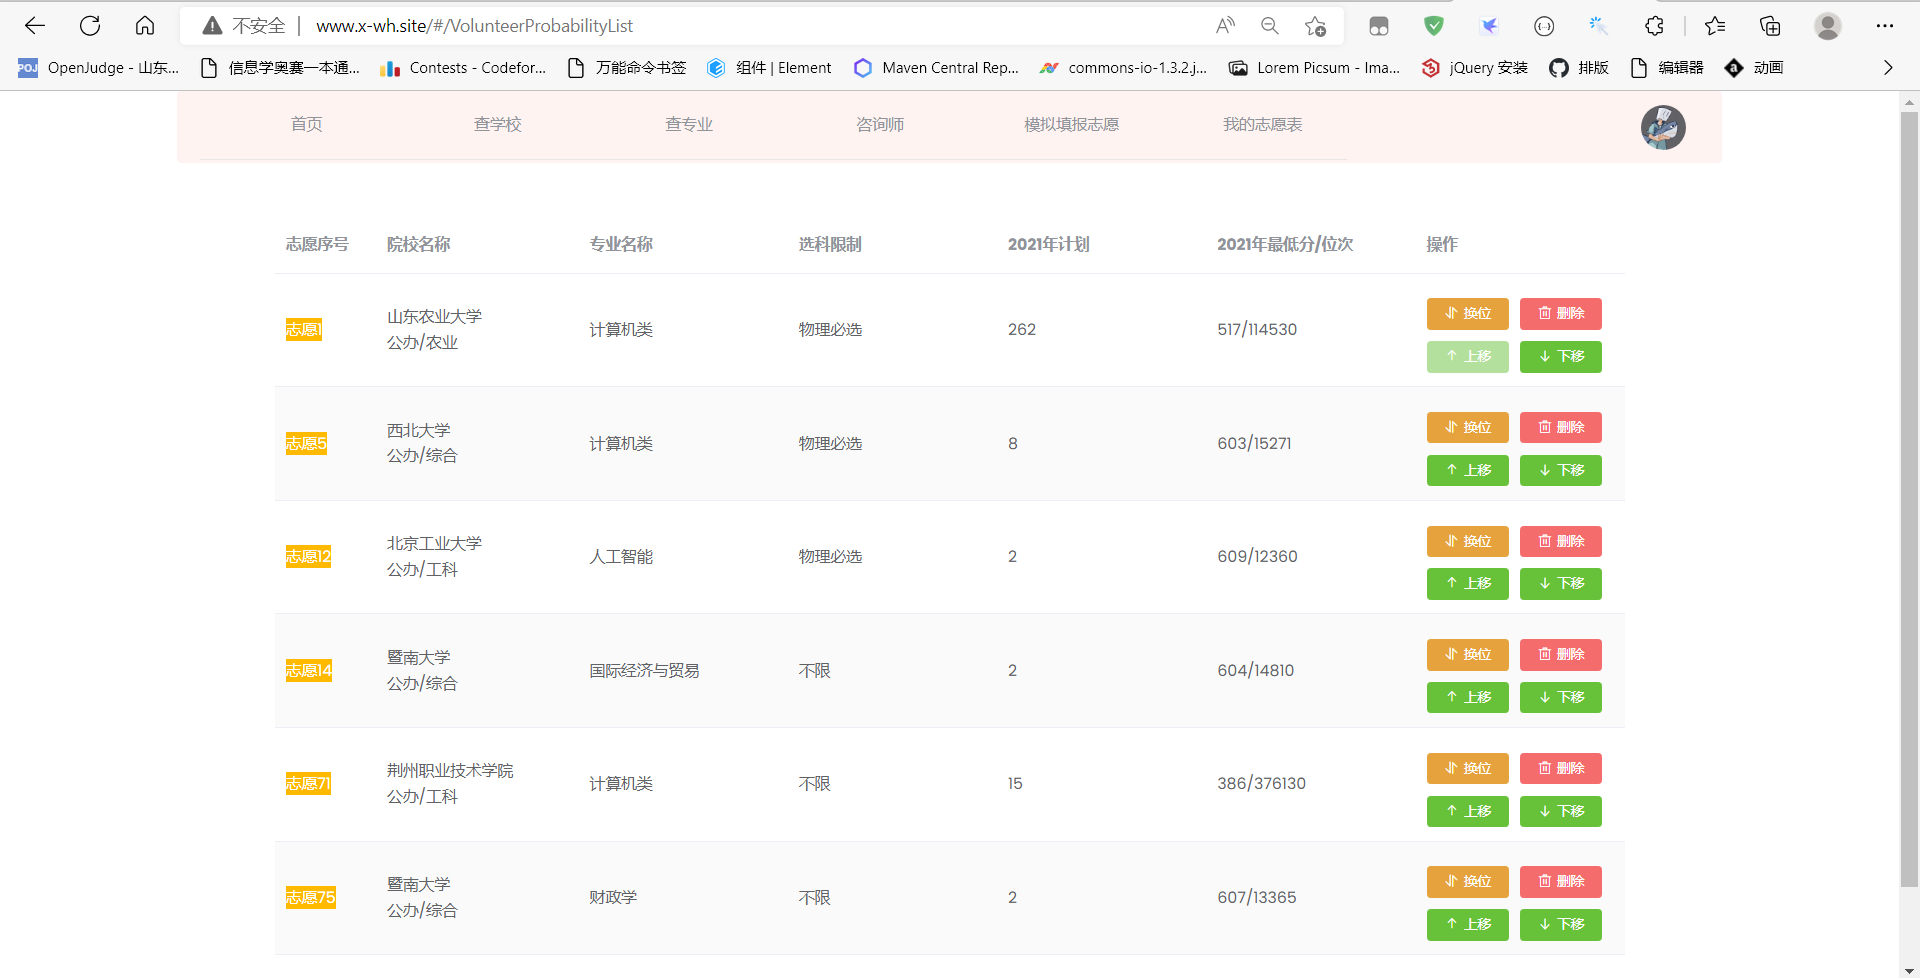 不安全 | www.x-wh.site/#/VolunteerProbabilityList
POJ OpenJudge - 山东... 信息学奥赛一本通... Contests - Codefor... 万能命令书签 组件 | Element Maven Central Rep... commons-io-1.3.2.j... Lorem Picsum - Ima... jQuery 安装 排版 编辑器 动画
首页 查学校 查专业 咨询师 模拟填报志愿 我的志愿表
志愿序号 院校名称 专业名称 选科限制 2021年计划 2021年最低分/位次 操作
志愿1 山东农业大学 计算机类 物理必选 262 517/114530 换位 删除
公办/农业 上移 下移
志愿5 西北大学 计算机类 物理必选 8 603/15271 换位 删除
公办/综合 上移 下移
志愿12 北京工业大学 人工智能 物理必选 2 609/12360 换位 删除
公办/工科 上移 下移
志愿14 暨南大学 国际经济与贸易 不限 2 604/14810 换位 删除
公办/综合 上移 下移
志愿71 荆州职业技术学院 计算机类 不限 15 386/376130 换位 删除
公办/工科 上移 下移
志愿75 暨南大学 财政学 不限 2 607/13365 换位 删除
公办/综合 上移 下移